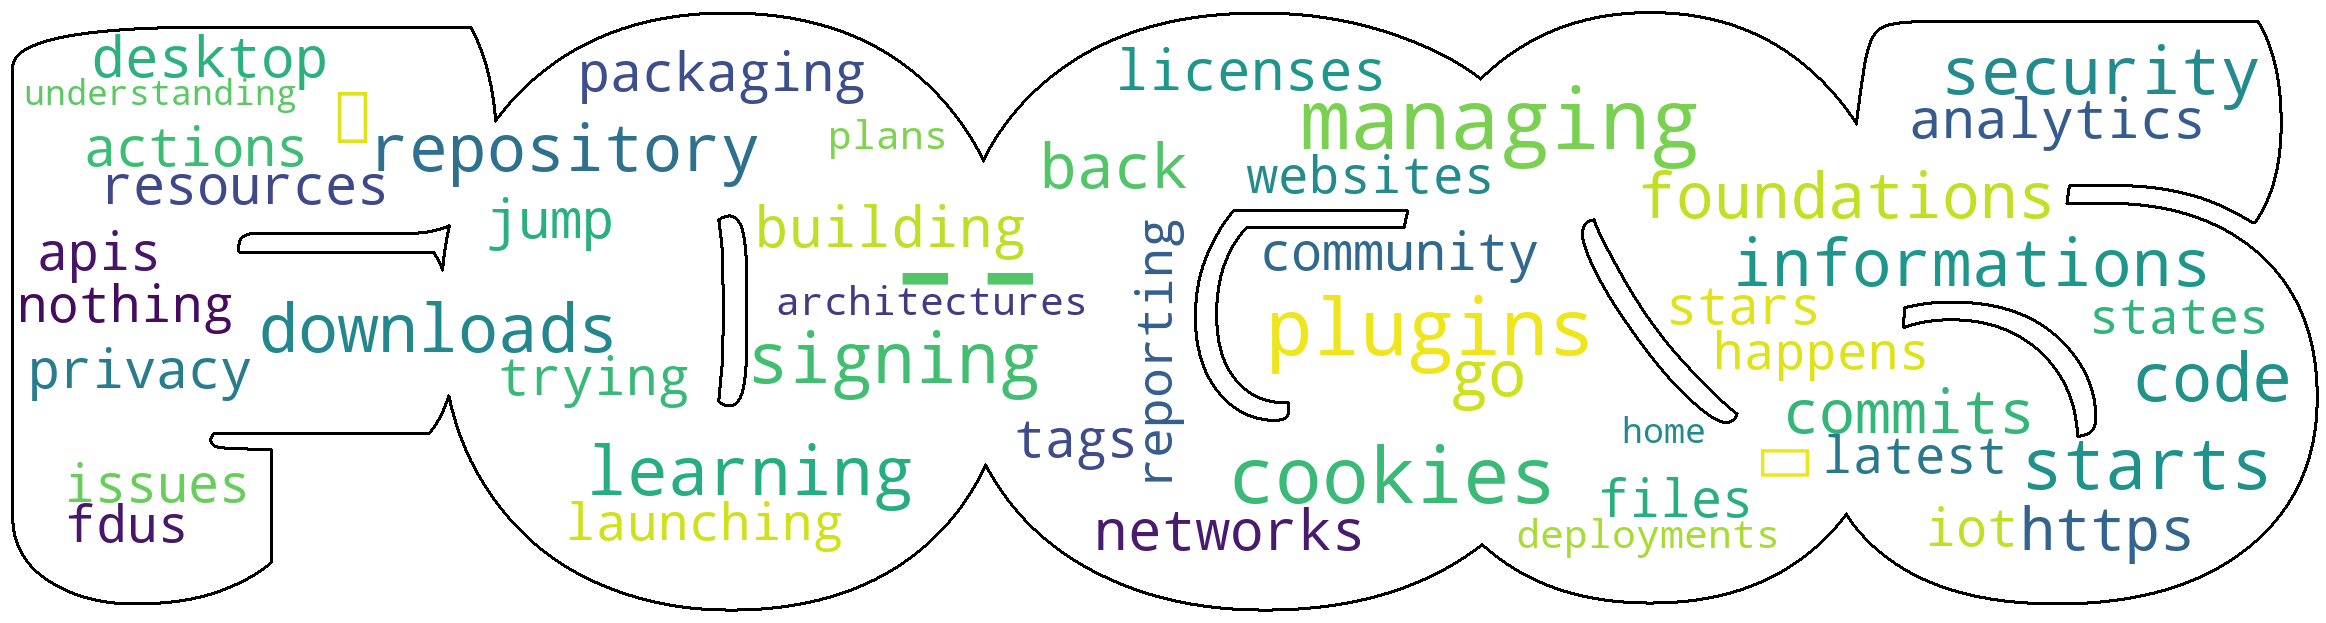 desktop
understanding
actions
resources
repository
packaging
plans
jump
apis
nothing
privacy
downloads
trying
issues
fdus
learning
launching
building
architectures
signing
licenses
back
managing
websites
reporting
community
plugins
go
tags
cookies
networks
security
analytics
foundations
informations
stars
happens
states
code
commits
home
latest
starts
files
deployments
iot
https